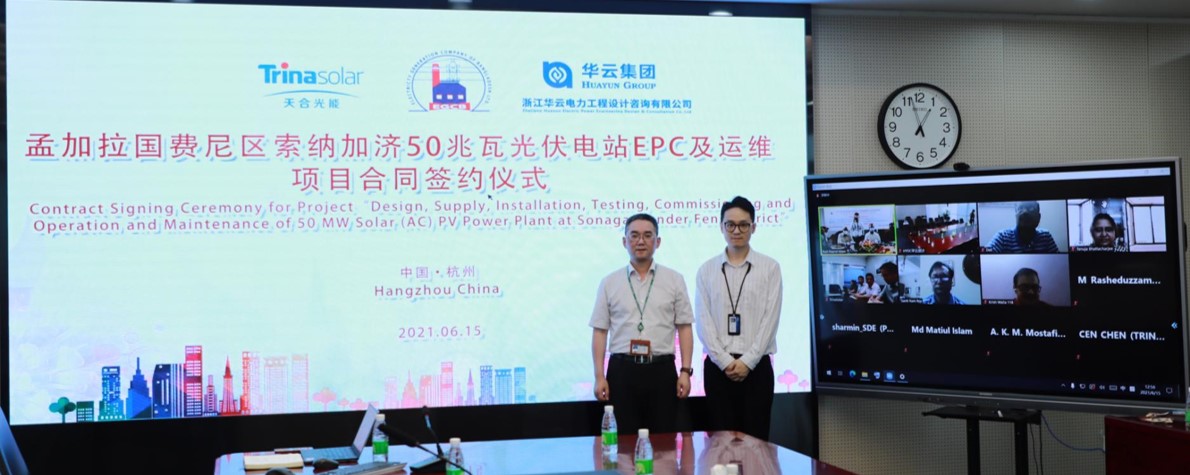 Trinasolar
天合光能
EGCB
华云集团
HUAYUN GROUP
浙江华云电力工程设计咨询有限公司
孟加拉国费尼区索纳加济50兆瓦光伏电站EPC及运维
项目合同签约仪式
Contract Signing Ceremony for Project "Design, Supply, Installation, Testing, and
Operation and Maintenance of 50 MW Solar (AC) PV Power Plant at
中国·杭州
Hangzhou China
2021.06.15
M Rasheduzzam...
sharmin_SDE (P...
Md Matiul Islam
A. K. M. Mostafi...
CEN CHEN (TRIN...